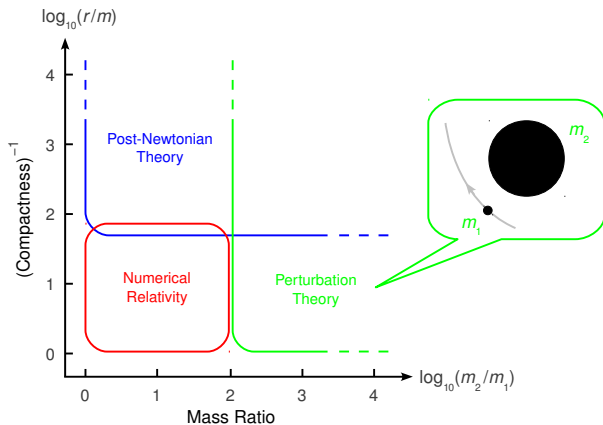 log₁₀(r/m)
4
3
2
1
0
(Compactness)⁻¹
Post-Newtonian
Theory
Numerical
Relativity
Perturbation
Theory
m₂
m₁
0
1
2
3
4
log₁₀(m₂/m₁)
Mass Ratio